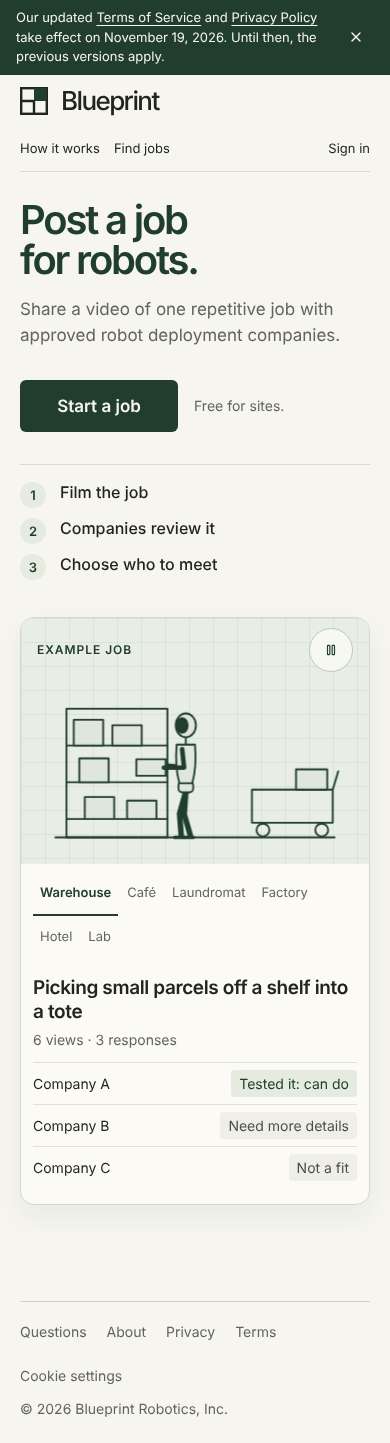 Our updated Terms of Service and Privacy Policy
take effect on November 19, 2026. Until then, the
previous versions apply.
Blueprint
How it works Find jobs Sign in
Post a job
for robots.
Share a video of one repetitive job with
approved robot deployment companies.
Start a job Free for sites.
1 Film the job
2 Companies review it
3 Choose who to meet
EXAMPLE JOB
Warehouse Café Laundromat Factory
Hotel Lab
Picking small parcels off a shelf into
a tote
6 views · 3 responses
Company A Tested it: can do
Company B Need more details
Company C Not a fit
Questions About Privacy Terms
Cookie settings
© 2026 Blueprint Robotics, Inc.